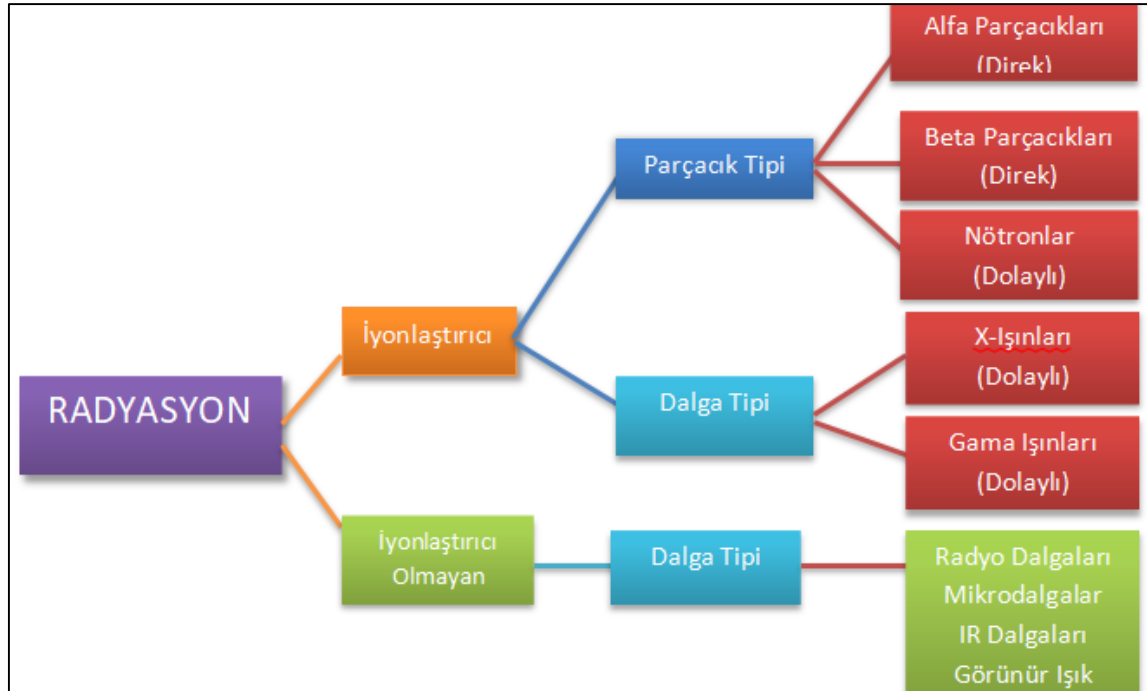 RADYASYON
İyonlaştırıcı
Parçacık Tipi
Alfa Parçacıkları
(Direk)
Beta Parçacıkları
(Direk)
Nötronlar
(Dolaylı)
Dalga Tipi
X-Işınları
(Dolaylı)
Gama Işınları
(Dolaylı)
İyonlaştırıcı
Olmayan
Dalga Tipi
Radyo Dalgaları
Mikrodalgalar
IR Dalgaları
Görünür Işık